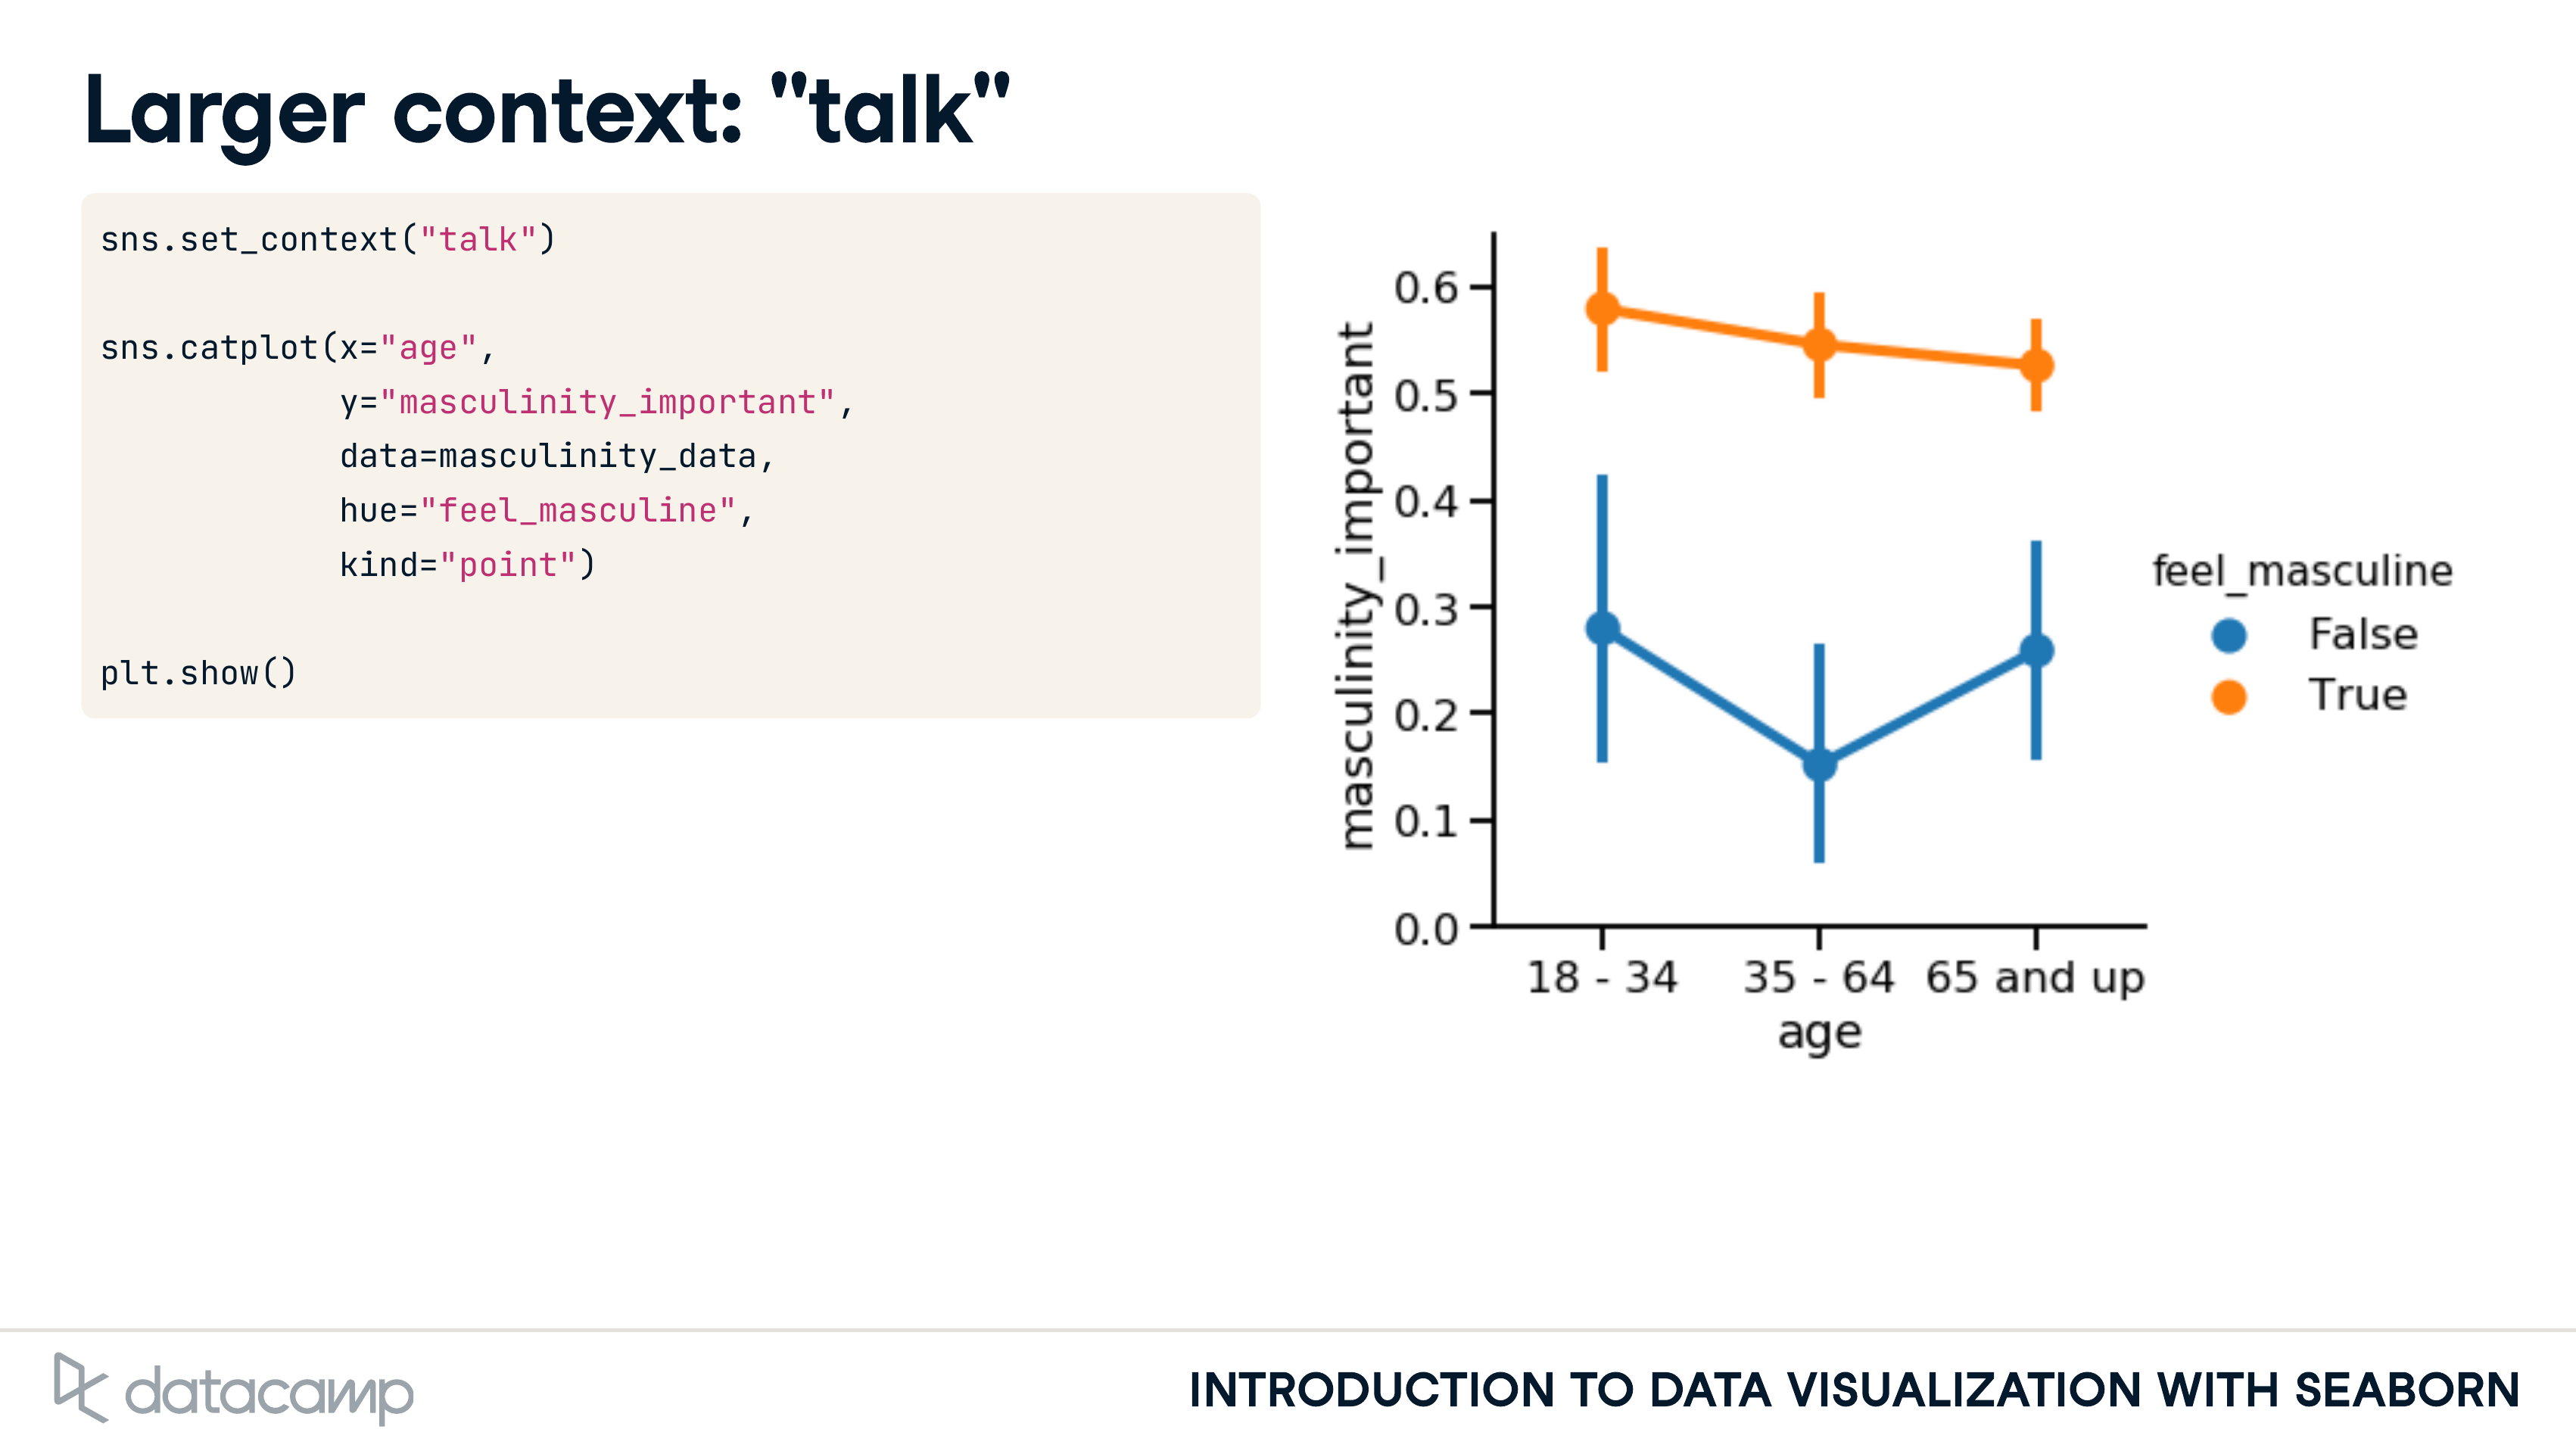 Larger context: "talk"
sns.set_context("talk")
sns.catplot(x="age",
y="masculinity_important",
data=masculinity_data,
hue="feel_masculine",
kind="point")
plt.show()
masculinity_important
0.6
0.5
0.4
0.3
0.2
0.1
0.0
18 - 34 35 - 64 65 and up
age
feel_masculine
False
True
datacamp
INTRODUCTION TO DATA VISUALIZATION WITH SEABORN